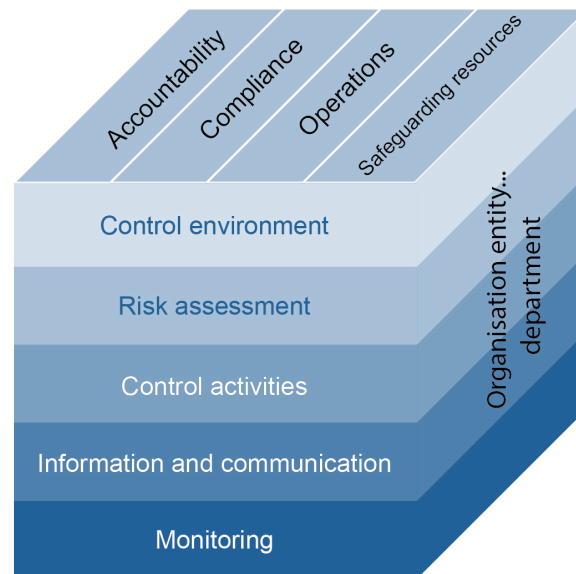 Accountability
Compliance
Operations
Safeguarding resources
Control environment
Risk assessment
Control activities
Information and communication
Monitoring
Organisation entity...
department